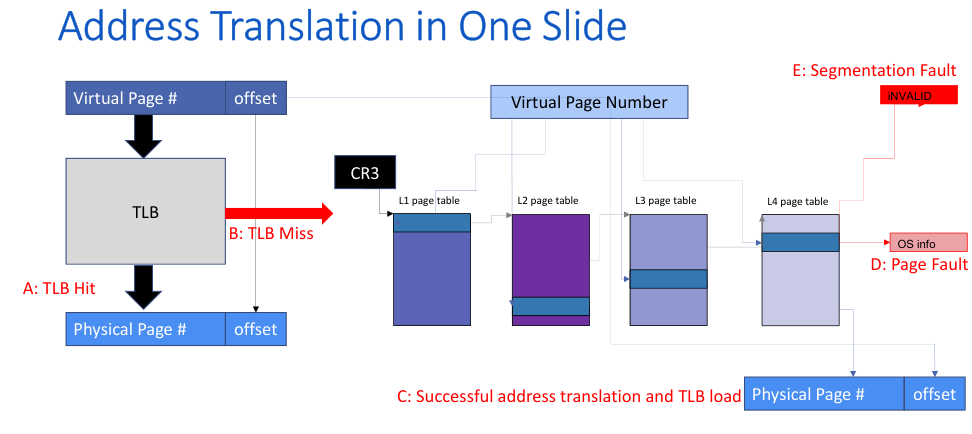 Address Translation in One Slide
E: Segmentation Fault
iNVALID
Virtual Page #
offset
Virtual Page Number
CR3
TLB
L1 page table
L2 page table
L3 page table
L4 page table
B: TLB Miss
OS info
D: Page Fault
A: TLB Hit
Physical Page #
offset
C: Successful address translation and TLB load
Physical Page #
offset